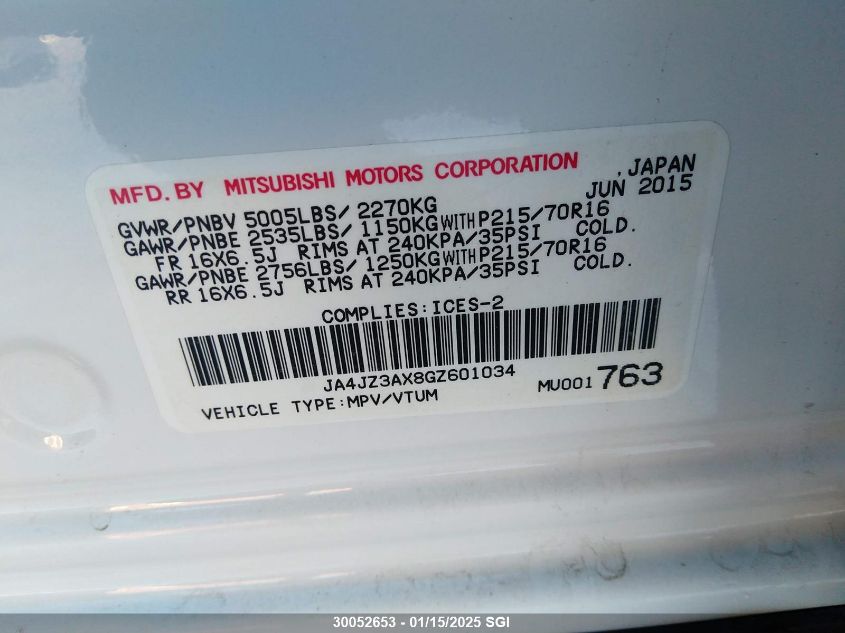 MFD. BY MITSUBISHI MOTORS CORPORATION , JAPAN
JUN 2015
GVWR/PNBV 5005LBS/ 2270KG
GAWR/PNBE 2535LBS/ 1150KG WITH P215/70R16
FR 16X6.5J RIMS AT 240KPA/35PSI COLD.
GAWR/PNBE 2756LBS/ 1250KG WITH P215/70R16
RR 16X6.5J RIMS AT 240KPA/35PSI COLD.
COMPLIES:ICES-2
JA4JZ3AX8GZ601034
VEHICLE TYPE:MPV/VTUM MU001 763
30052653 - 01/15/2025 SGI